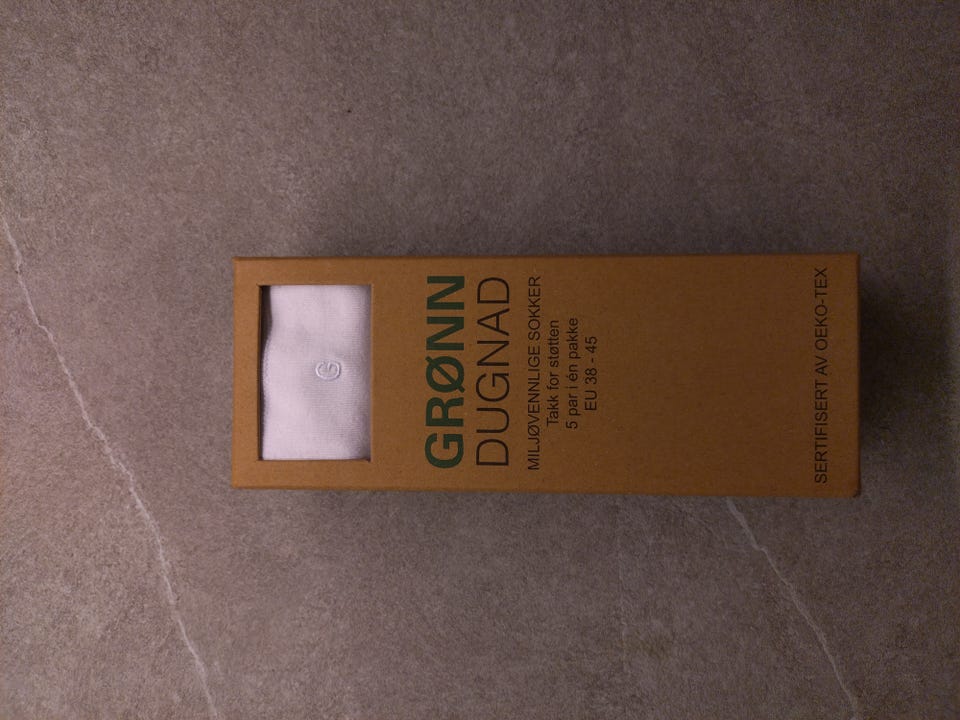 G
GRØNN
DUGNAD
MILJØVENNLIGE SOKKER
Takk for støtten
5 par i én pakke
EU 38 - 45
SERTIFISERT AV OEKO-TEX